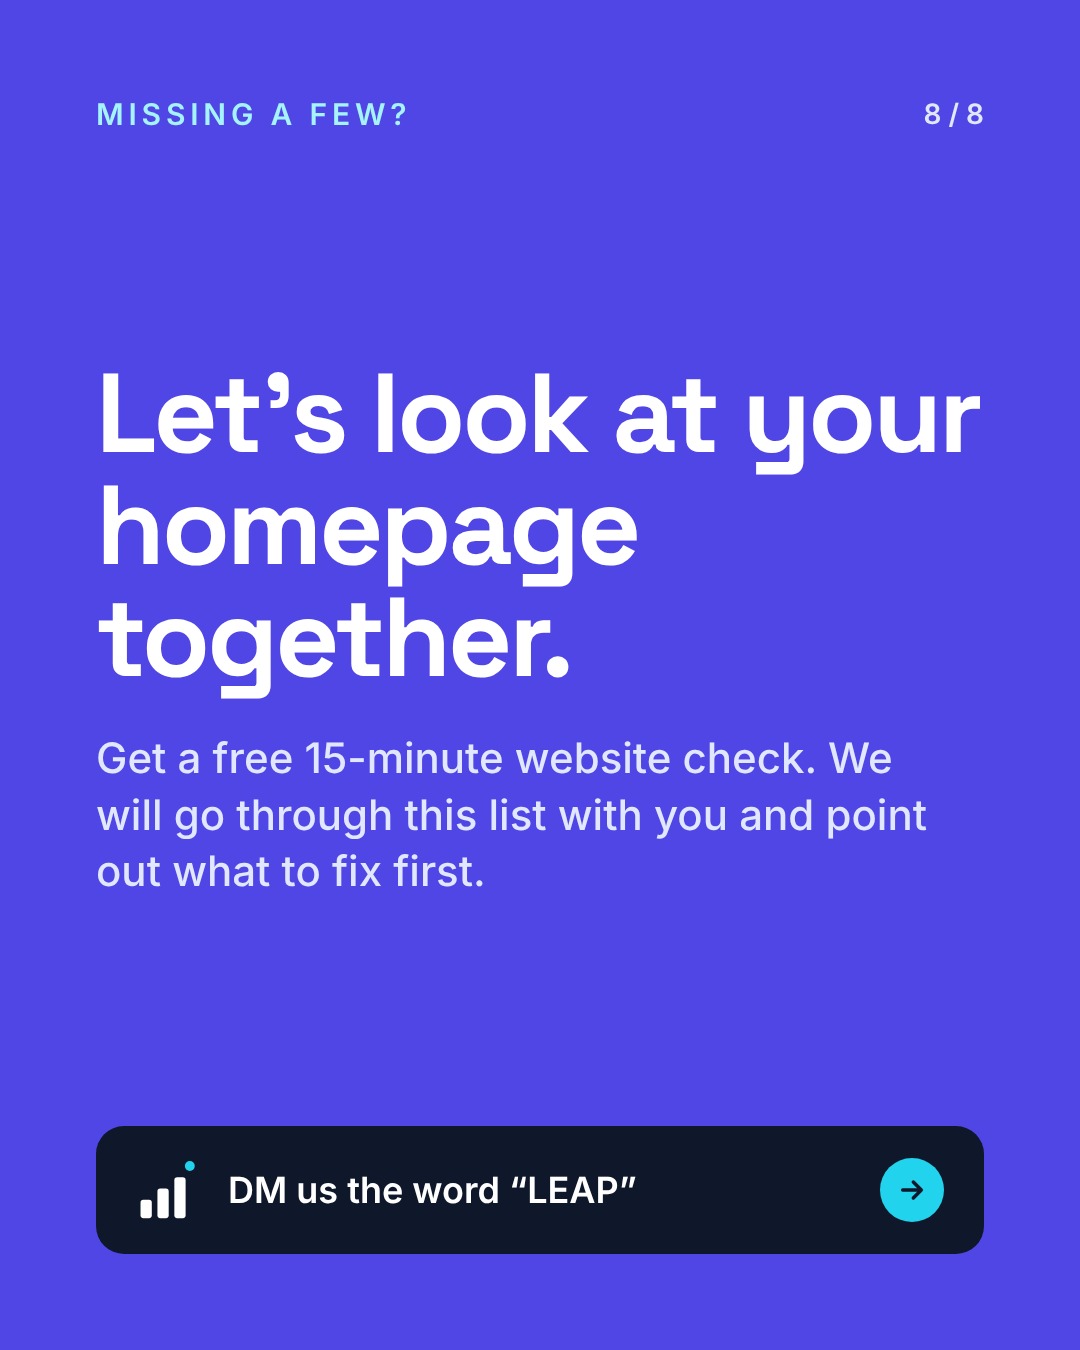 MISSING A FEW?
8 / 8
Let’s look at your
homepage
together.
Get a free 15-minute website check. We
will go through this list with you and point
out what to fix first.
DM us the word “LEAP”